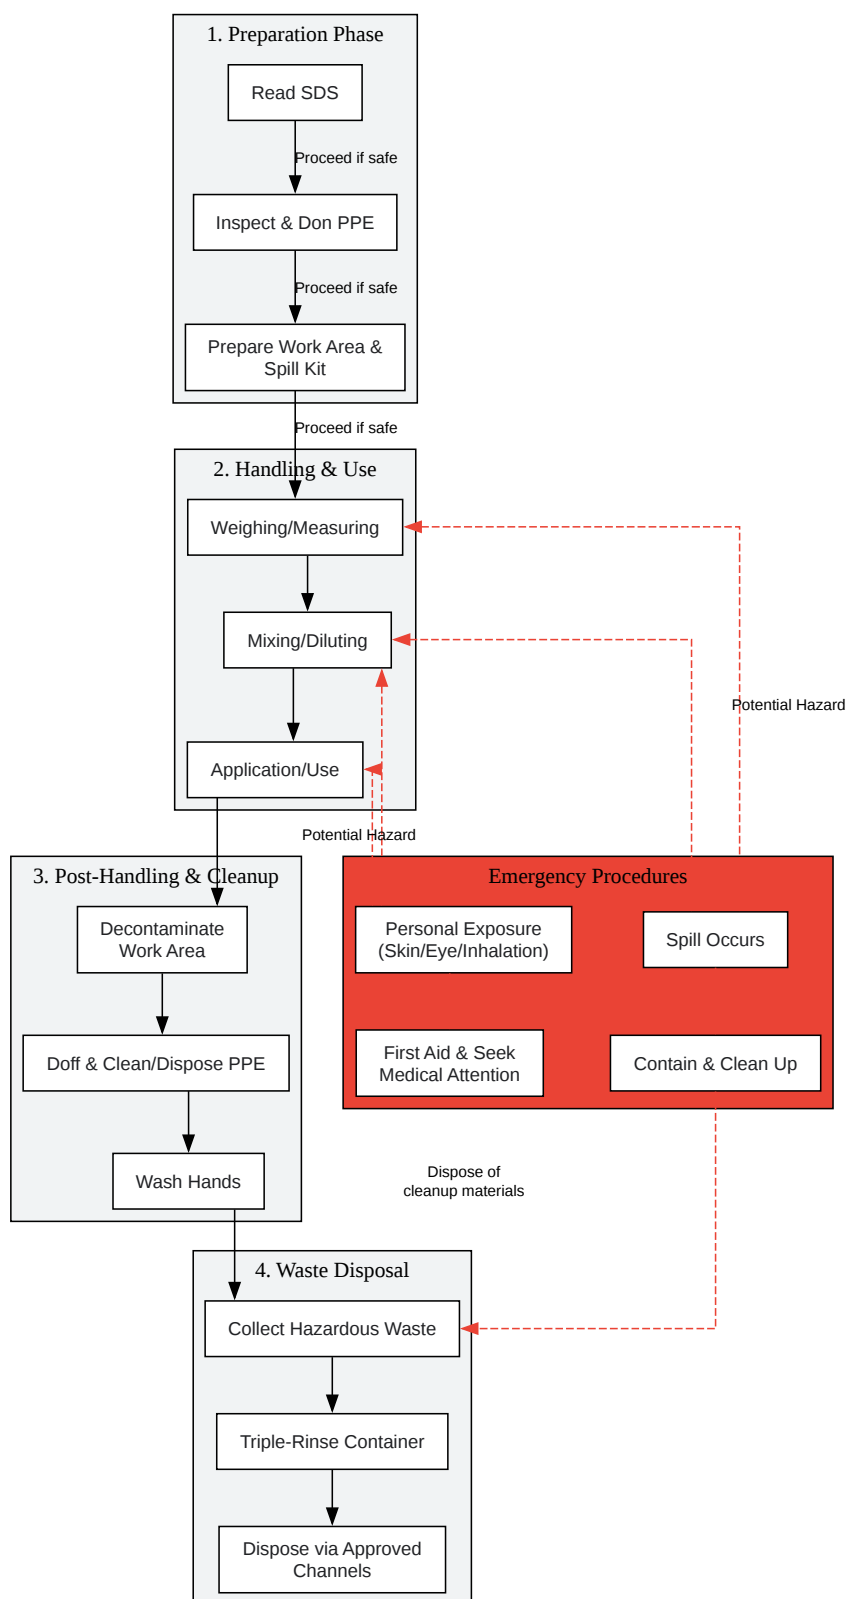 1. Preparation Phase
Read SDS
Proceed if safe
Inspect & Don PPE
Proceed if safe
Prepare Work Area &
Spill Kit
Proceed if safe
2. Handling & Use
Weighing/Measuring
Mixing/Diluting
Potential Hazard
Application/Use
Potential Hazard
3. Post-Handling & Cleanup
Decontaminate
Work Area
Doff & Clean/Dispose PPE
Wash Hands
Emergency Procedures
Personal Exposure
(Skin/Eye/Inhalation)
Spill Occurs
First Aid & Seek
Medical Attention
Contain & Clean Up
Dispose of
cleanup materials
4. Waste Disposal
Collect Hazardous Waste
Triple-Rinse Container
Dispose via Approved
Channels